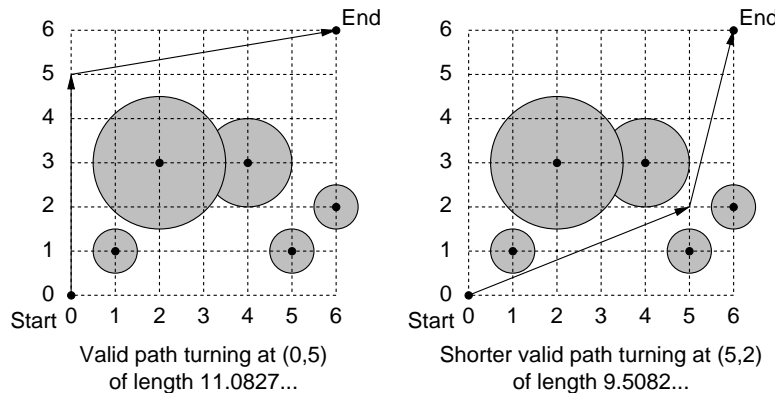 End
6
5
4
3
2
1
0
Start
0 1 2 3 4 5 6
Valid path turning at (0,5)
of length 11.0827...
End
6
5
4
3
2
1
0
Start
0 1 2 3 4 5 6
Shorter valid path turning at (5,2)
of length 9.5082...